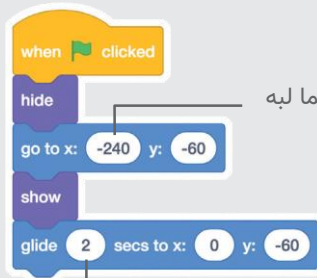 when clicked
hide
go to x: -240 y: -60
ما لبه
show
glide 2 secs to x: 0 y: -60